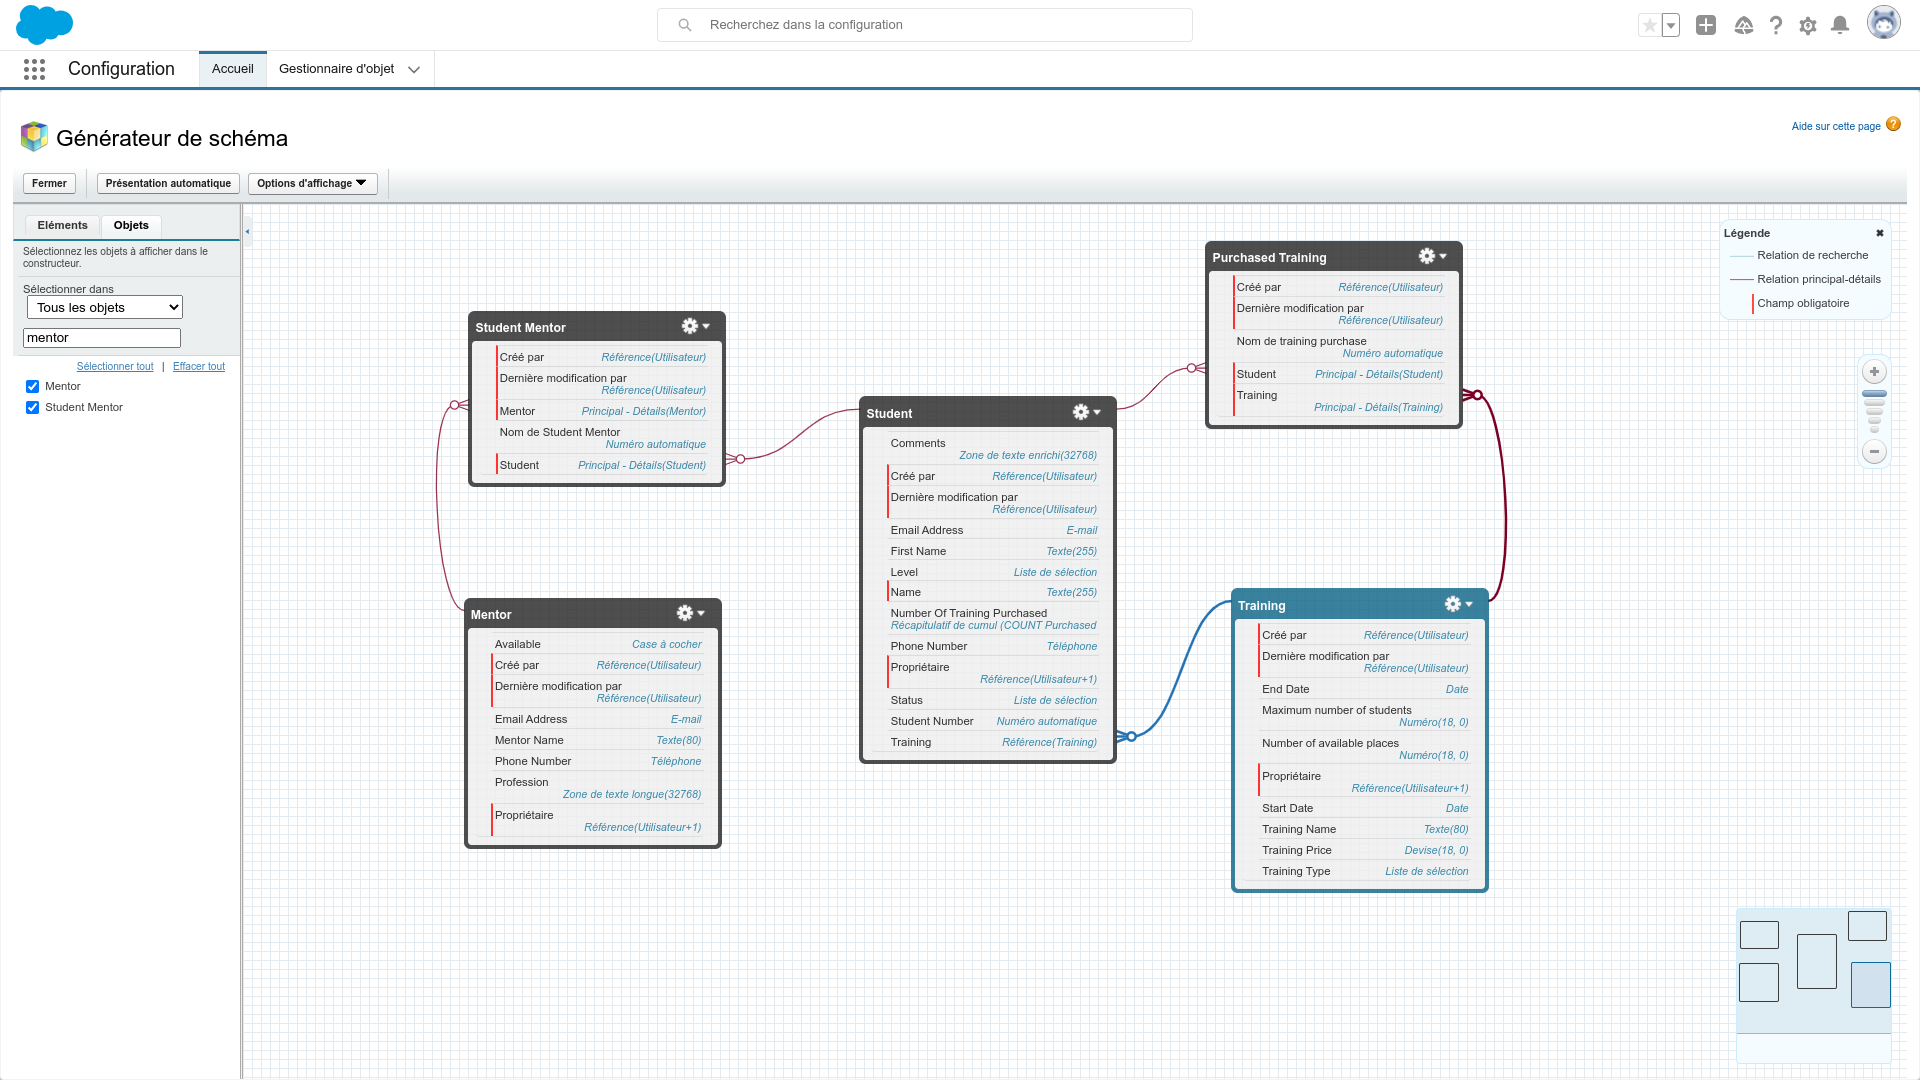 Recherchez dans la configuration
Configuration
Accueil
Gestionnaire d'objet
Générateur de schéma
Aide sur cette page
Fermer
Présentation automatique
Options d'affichage
Eléments
Objets
Sélectionnez les objets à afficher dans le
constructeur.
Sélectionner dans
Tous les objets
mentor
Sélectionner tout | Effacer tout
Mentor
Student Mentor
Student Mentor
Créé par Référence(Utilisateur)
Dernière modification par
Référence(Utilisateur)
Mentor Principal - Détails(Mentor)
Nom de Student Mentor
Numéro automatique
Student Principal - Détails(Student)
Mentor
Available Case à cocher
Créé par Référence(Utilisateur)
Dernière modification par
Référence(Utilisateur)
Email Address E-mail
Mentor Name Texte(80)
Phone Number Téléphone
Profession
Zone de texte longue(32768)
Propriétaire
Référence(Utilisateur+1)
Student
Comments
Zone de texte enrichi(32768)
Créé par Référence(Utilisateur)
Dernière modification par
Référence(Utilisateur)
Email Address E-mail
First Name Texte(255)
Level Liste de sélection
Name Texte(255)
Number Of Training Purchased
Récapitulatif de cumul (COUNT Purchased
Phone Number Téléphone
Propriétaire
Référence(Utilisateur+1)
Status Liste de sélection
Student Number Numéro automatique
Training Référence(Training)
Purchased Training
Créé par Référence(Utilisateur)
Dernière modification par
Référence(Utilisateur)
Nom de training purchase
Numéro automatique
Student Principal - Détails(Student)
Training
Principal - Détails(Training)
Training
Créé par Référence(Utilisateur)
Dernière modification par
Référence(Utilisateur)
End Date Date
Maximum number of students
Numéro(18, 0)
Number of available places
Numéro(18, 0)
Propriétaire
Référence(Utilisateur+1)
Start Date Date
Training Name Texte(80)
Training Price Devise(18, 0)
Training Type Liste de sélection
Légende
Relation de recherche
Relation principal-détails
Champ obligatoire